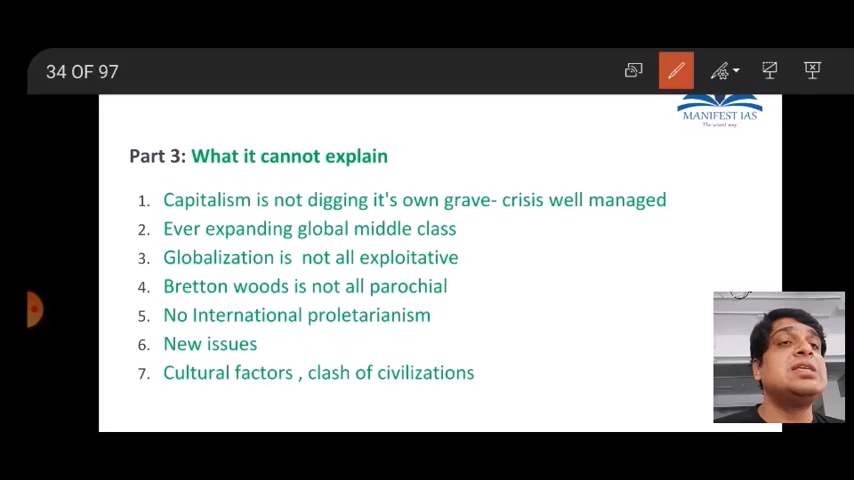 34 OF 97
MANIFEST IAS
Part 3: What it cannot explain
1. Capitalism is not digging it's own grave- crisis well managed
2. Ever expanding global middle class
3. Globalization is not all exploitative
4. Bretton woods is not all parochial
5. No International proletarianism
6. New issues
7. Cultural factors , clash of civilizations